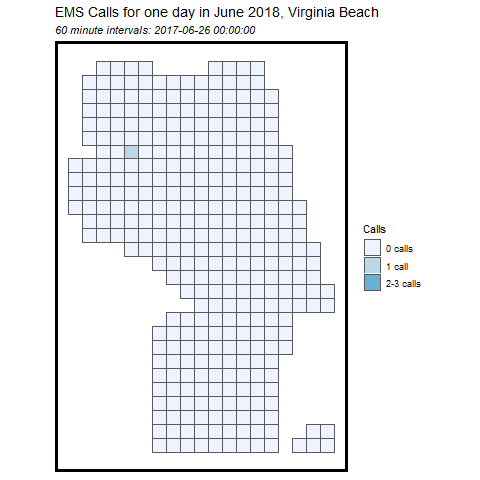 EMS Calls for one day in June 2018, Virginia Beach
60 minute intervals: 2017-06-26 00:00:00
Calls
0 calls
1 call
2-3 calls